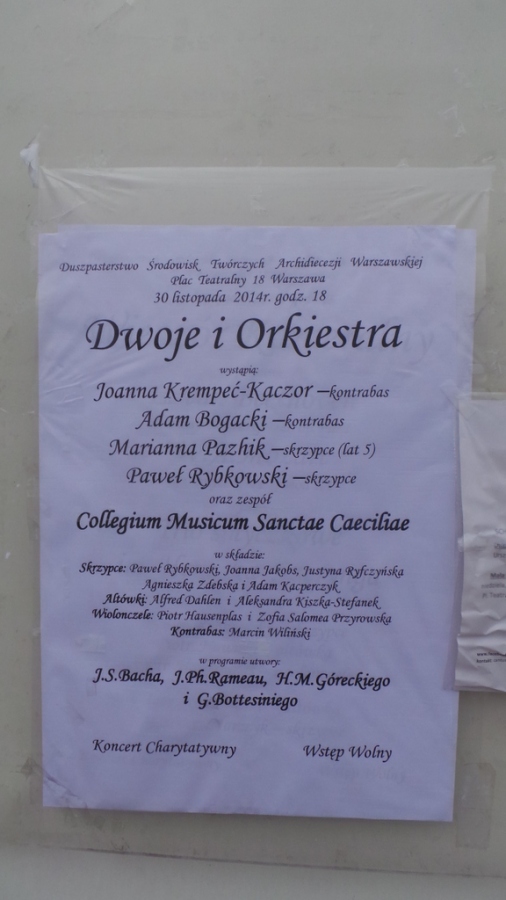 Duszpasterstwo Środowisk Twórczych Archidiecezji Warszawskiej
Plac Teatralny 18 Warszawa
30 listopada 2014r. godz. 18
Dwoje i Orkiestra
wystąpią:
Joanna Krempeć-Kaczor –kontrabas
Adam Bogacki –kontrabas
Marianna Pazhik –skrzypce (lat 5)
Paweł Rybkowski –skrzypce
oraz zespół
Collegium Musicum Sanctae Caeciliae
w składzie:
Skrzypce: Paweł Rybkowski, Joanna Jakobs, Justyna Ryfczyńska
Agnieszka Zdebska i Adam Kacperczyk
Altówki: Alfred Dahlen i Aleksandra Kiszka-Stefanek
Wiolonczele: Piotr Hausenplas i Zofia Salomea Przyrowska
Kontrabas: Marcin Wiliński
w programie utwory:
J.S.Bacha, J.Ph.Rameau, H.M.Góreckiego
i G.Bottesiniego
Koncert Charytatywny Wstęp Wolny